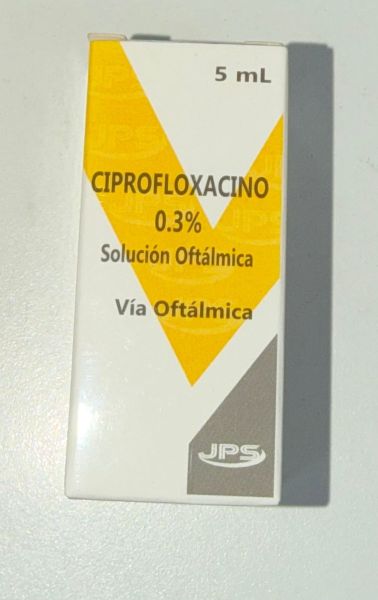 5 mL
CIPROFLOXACINO
0.3%
Solución Oftálmica
Vía Oftálmica
JPS